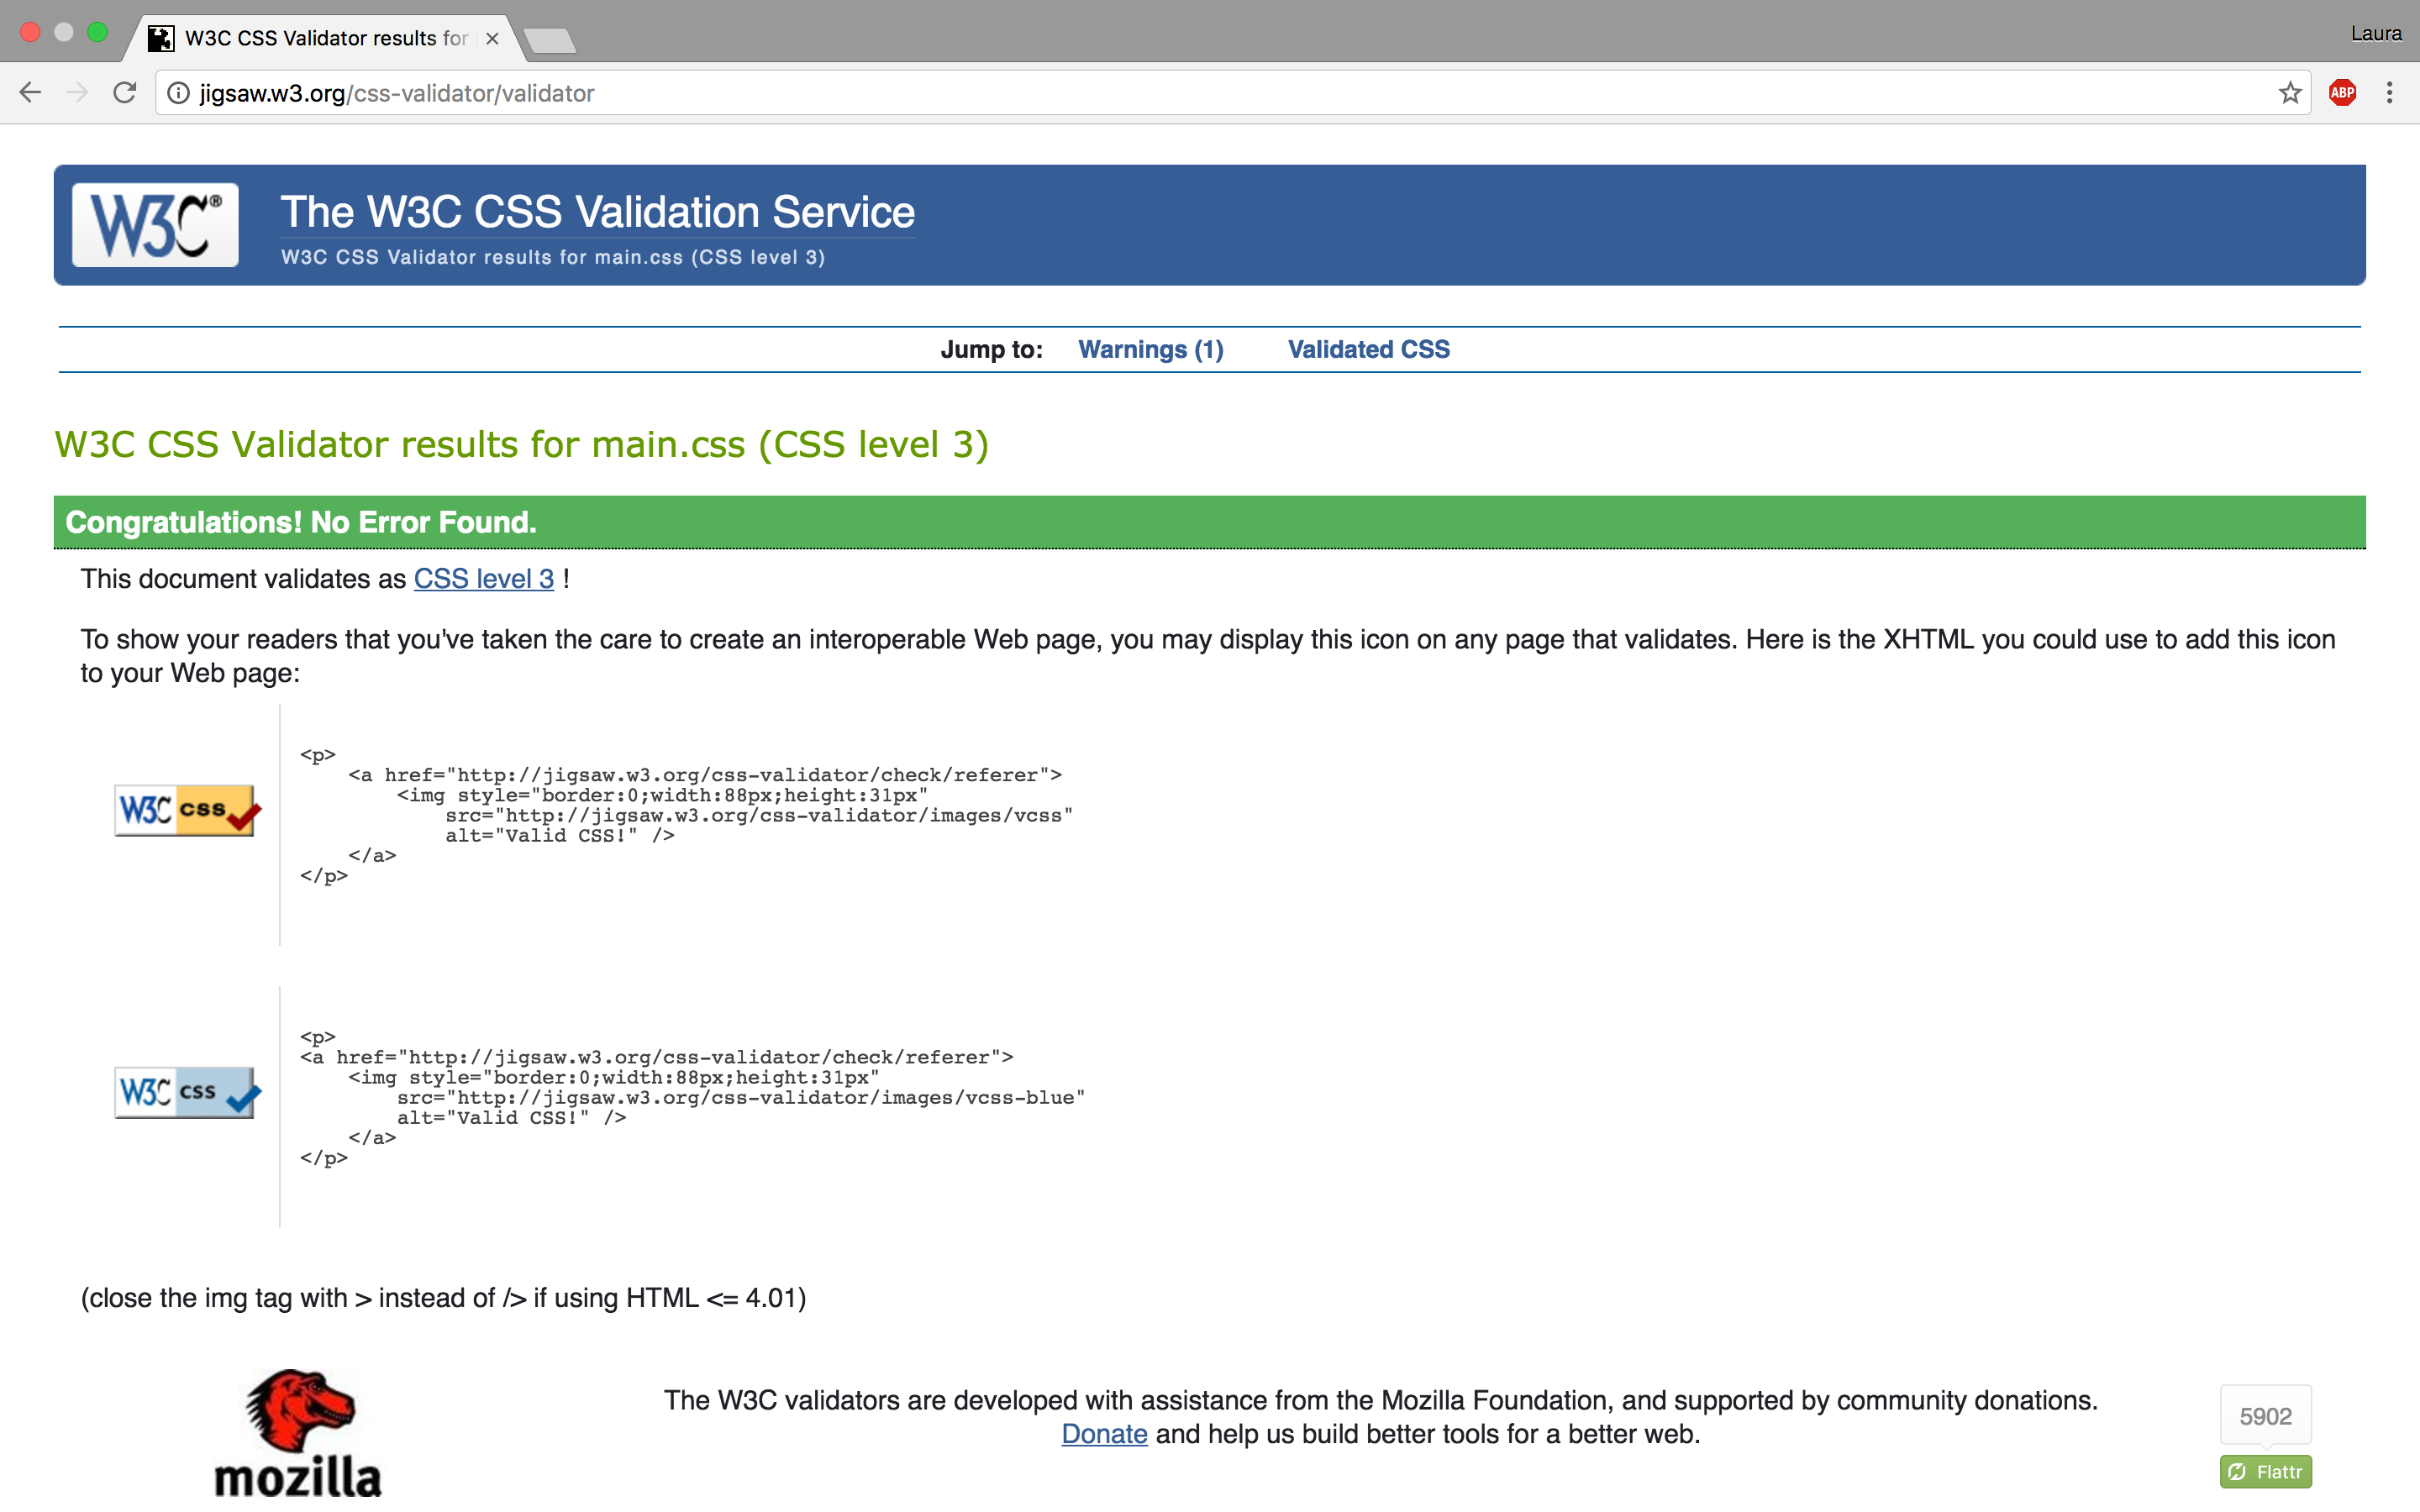 W3C CSS Validator results for
Laura
jigsaw.w3.org/css-validator/validator
ABP
W3C®
The W3C CSS Validation Service
W3C CSS Validator results for main.css (CSS level 3)
Jump to: Warnings (1) Validated CSS
W3C CSS Validator results for main.css (CSS level 3)
Congratulations! No Error Found.
This document validates as CSS level 3 !
To show your readers that you've taken the care to create an interoperable Web page, you may display this icon on any page that validates. Here is the XHTML you could use to add this icon
to your Web page:
W3C css
<p>
<a href="http://jigsaw.w3.org/css-validator/check/referer">
<img style="border:0;width:88px;height:31px"
src="http://jigsaw.w3.org/css-validator/images/vcss"
alt="Valid CSS!" />
</a>
</p>
W3C css
<p>
<a href="http://jigsaw.w3.org/css-validator/check/referer">
<img style="border:0;width:88px;height:31px"
src="http://jigsaw.w3.org/css-validator/images/vcss-blue"
alt="Valid CSS!" />
</a>
</p>
(close the img tag with > instead of /> if using HTML <= 4.01)
mozilla
The W3C validators are developed with assistance from the Mozilla Foundation, and supported by community donations.
Donate and help us build better tools for a better web.
5902
Flattr